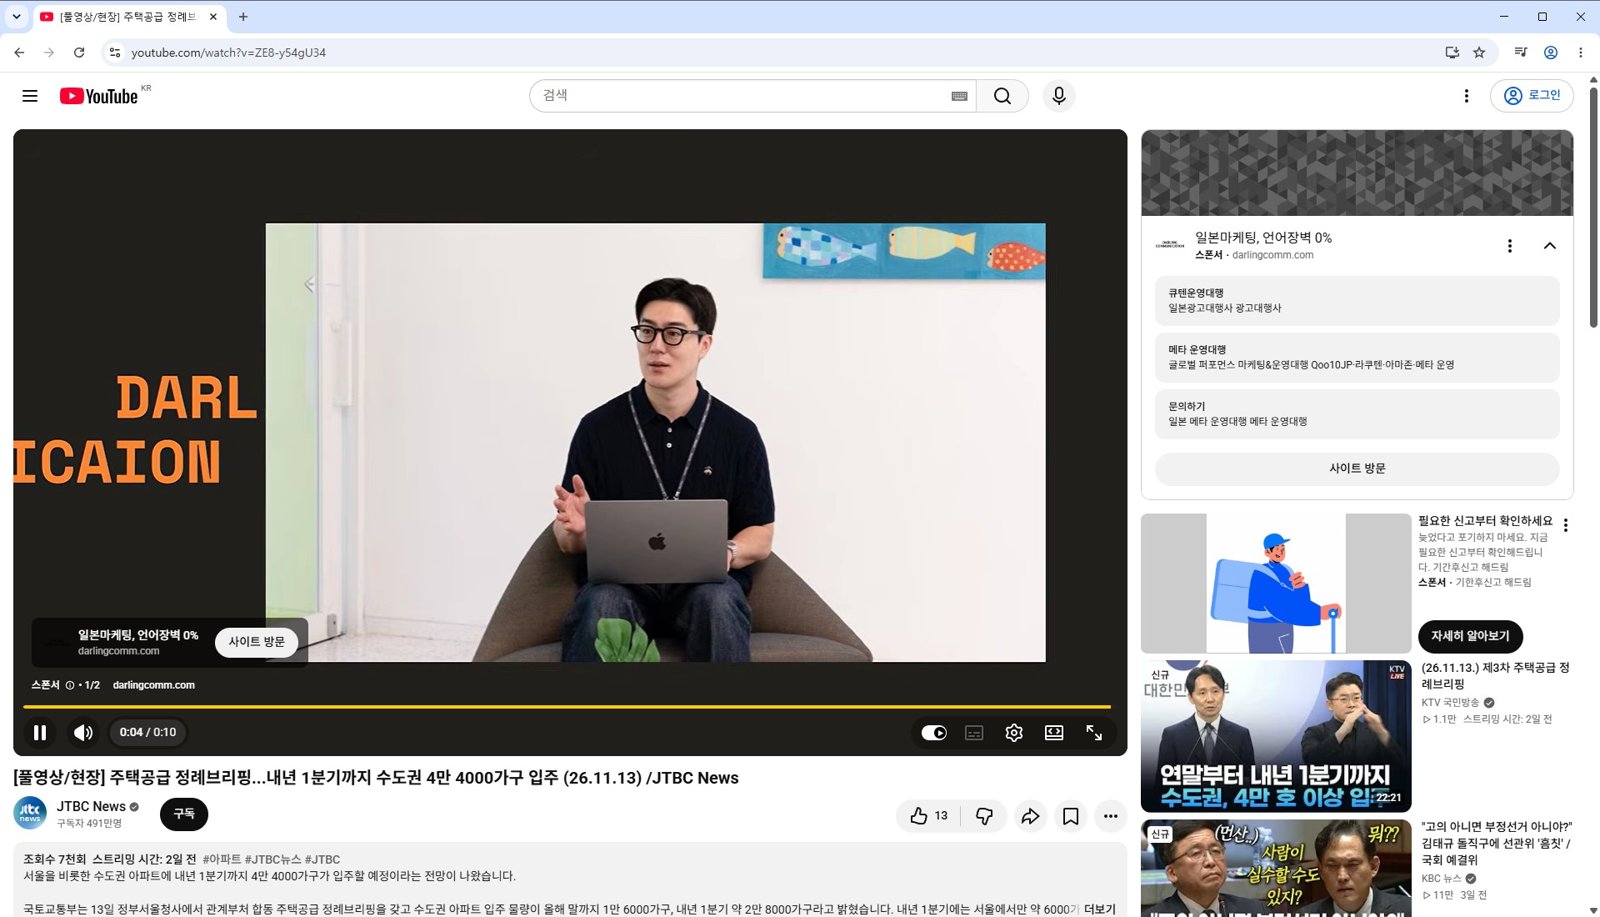 [풀영상/현장] 주택공급 정례브
youtube.com/watch?v=ZE8-y54gU34
YouTube KR
검색
로그인
DARL
ICAION
일본마케팅, 언어장벽 0%
darlingcomm.com
사이트 방문
스폰서 · 1/2 darlingcomm.com
0:04 / 0:10
[풀영상/현장] 주택공급 정례브리핑...내년 1분기까지 수도권 4만 4000가구 입주 (26.11.13) /JTBC News
jtbc news
JTBC News
구독자 491만명
구독
13
조회수 7천회 스트리밍 시간: 2일 전 #아파트 #JTBC뉴스 #JTBC
서울을 비롯한 수도권 아파트에 내년 1분기까지 4만 4000가구가 입주할 예정이라는 전망이 나왔습니다.
국토교통부는 13일 정부서울청사에서 관계부처 합동 주택공급 정례브리핑을 갖고 수도권 아파트 입주 물량이 올해 말까지 1만 6000가구, 내년 1분기 약 2만 8000가구라고 밝혔습니다. 내년 1분기에는 서울에서만 약 6000가 더보기
DARLING COMMUNICATION
일본마케팅, 언어장벽 0%
스폰서 · darlingcomm.com
큐텐운영대행
일본광고대행사 광고대행사
메타 운영대행
글로벌 퍼포먼스 마케팅&운영대행 Qoo10JP·라쿠텐·아마존·메타 운영
문의하기
일본 메타 운영대행 메타 운영대행
사이트 방문
필요한 신고부터 확인하세요
늦었다고 포기하지 마세요. 지금
필요한 신고부터 확인해드립니
다. 기간후신고 해드림
스폰서 · 기한후신고 해드림
자세히 알아보기
신규
대한민
KTV
LIVE
연말부터 내년 1분기까지
수도권, 4만 호 이상 입
22:21
(26.11.13.) 제3차 주택공급 정
례브리핑
KTV 국민방송
1.1만 스트리밍 시간: 2일 전
신규
(먼산..)
사람이
실수할 수도
있지?
뭐??
"고의 아니면 부정선거 아니야?"
김태규 돌직구에 선관위 '흠칫' /
국회 예결위
KBC 뉴스
11만 3일 전